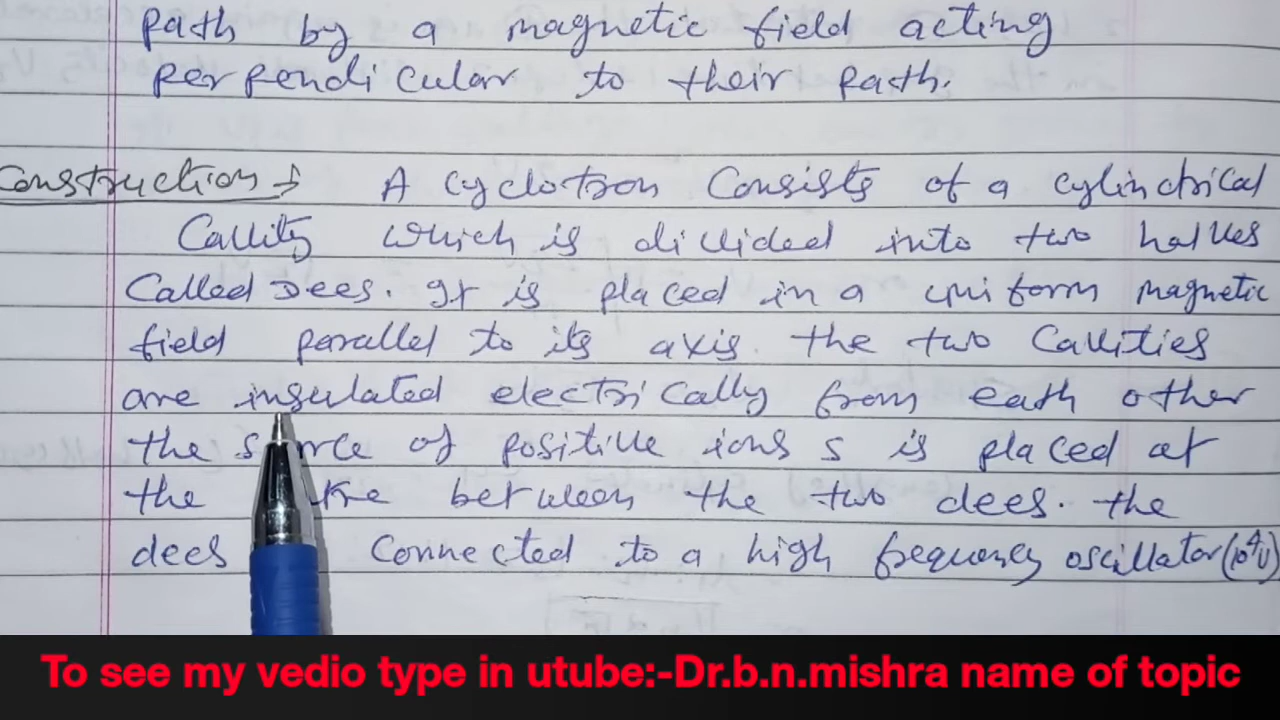 path by a magnetic field acting
perpendicular to their path.
Construction → A cyclotron consists of a cylindrical
Cavity which is divided into two halves
Called Dees. It is placed in a uniform magnetic
field parallel to its axis. the two Cavities
are insulated electrically from each other
the of positive ions S is placed at
the between the two dees. the
dees Connected to a high frequency oscillator (10⁴V)
To see my vedio type in utube:-Dr.b.n.mishra name of topic